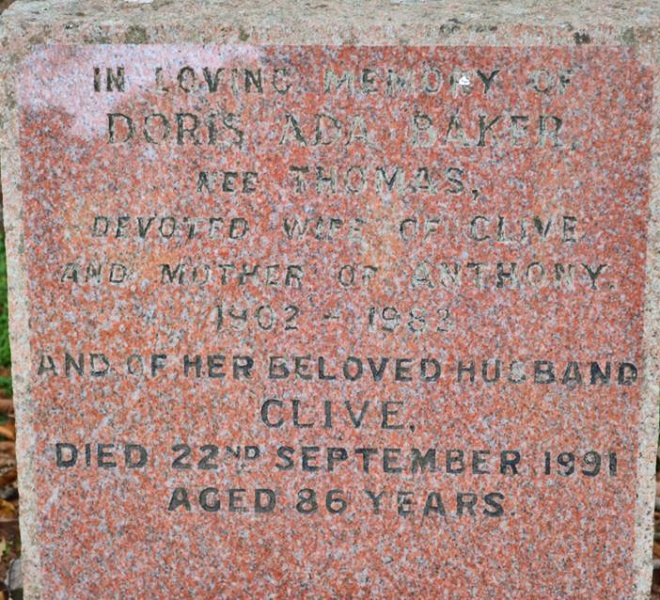 IN LOVING MEMORY OF
DORIS ADA BAKER,
NEE THOMAS,
DEVOTED WIFE OF CLIVE
AND MOTHER OF ANTHONY.
1902 - 1983
AND OF HER BELOVED HUSBAND
CLIVE,
DIED 22ND SEPTEMBER 1991
AGED 86 YEARS.